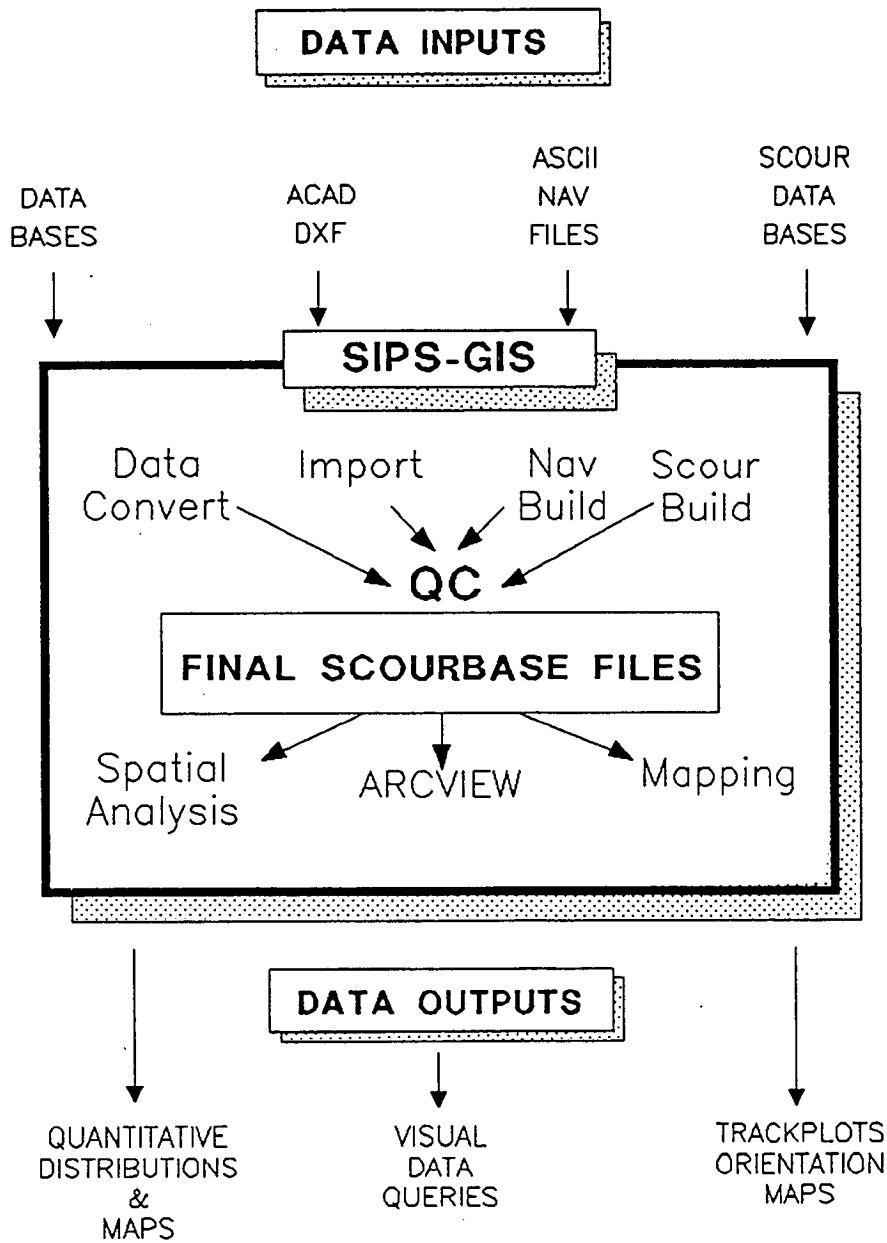 DATA INPUTS
DATA
BASES
ACAD
DXF
ASCII
NAV
FILES
SCOUR
DATA
BASES
SIPS-GIS
Data
Convert
Import
Nav
Build
Scour
Build
QC
FINAL SCOURBASE FILES
Spatial
Analysis
ARCVIEW
Mapping
DATA OUTPUTS
QUANTITATIVE
DISTRIBUTIONS
&
MAPS
VISUAL
DATA
QUERIES
TRACKPLOTS
ORIENTATION
MAPS